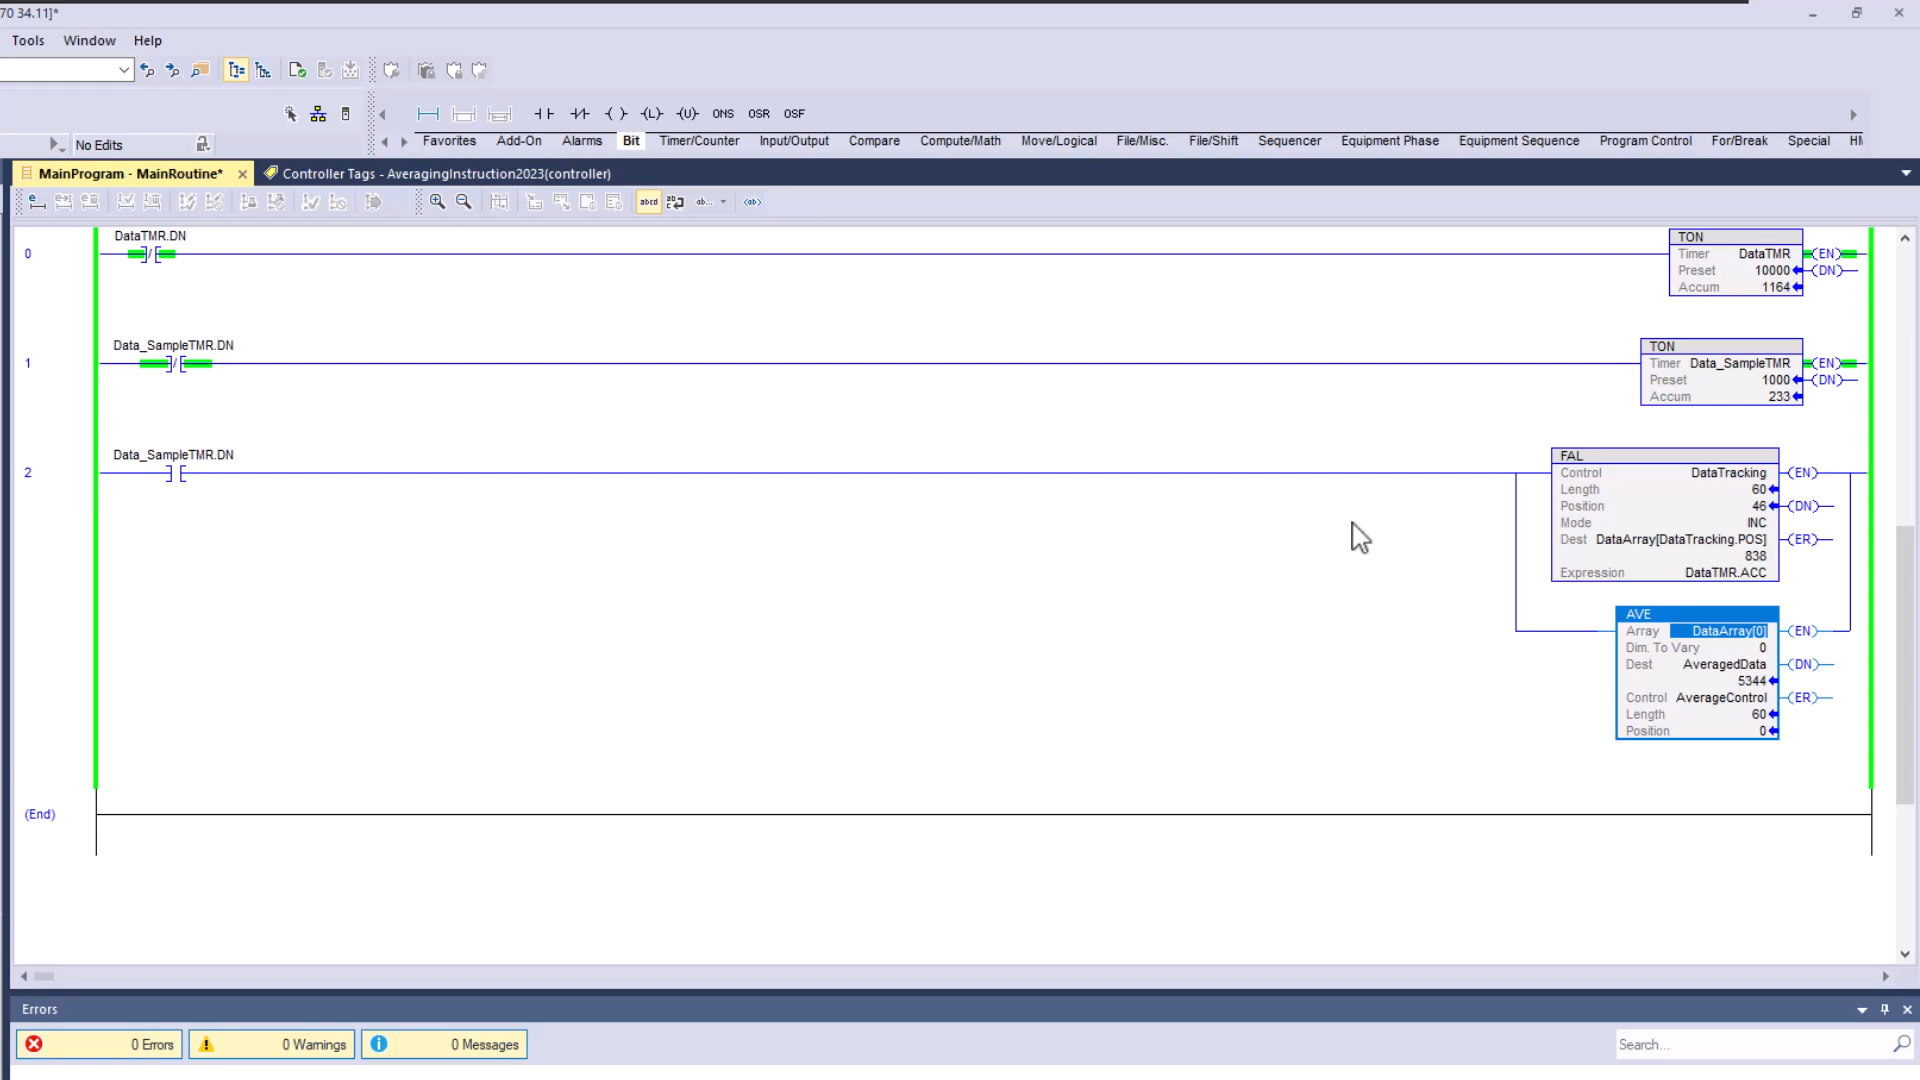 70 34.11]*
Tools Window Help
ONS OSR OSF
No Edits
Favorites Add-On Alarms Bit Timer/Counter Input/Output Compare Compute/Math Move/Logical File/Misc. File/Shift Sequencer Equipment Phase Equipment Sequence Program Control For/Break Special
MainProgram - MainRoutine*
Controller Tags - AveragingInstruction2023(controller)
abcd ab...
0
DataTMR.DN
TON
Timer DataTMR
Preset 10000
Accum 1164
(EN)
(DN)
1
Data_SampleTMR.DN
TON
Timer Data_SampleTMR
Preset 1000
Accum 233
(EN)
(DN)
2
Data_SampleTMR.DN
FAL
Control DataTracking
Length 60
Position 46
Mode INC
Dest DataArray[DataTracking.POS]
838
Expression DataTMR.ACC
(EN)
(DN)
(ER)
AVE
Array DataArray[0]
Dim. To Vary 0
Dest AveragedData
5344
Control AverageControl
Length 60
Position 0
(EN)
(DN)
(ER)
(End)
Errors
0 Errors
0 Warnings
0 Messages
Search...